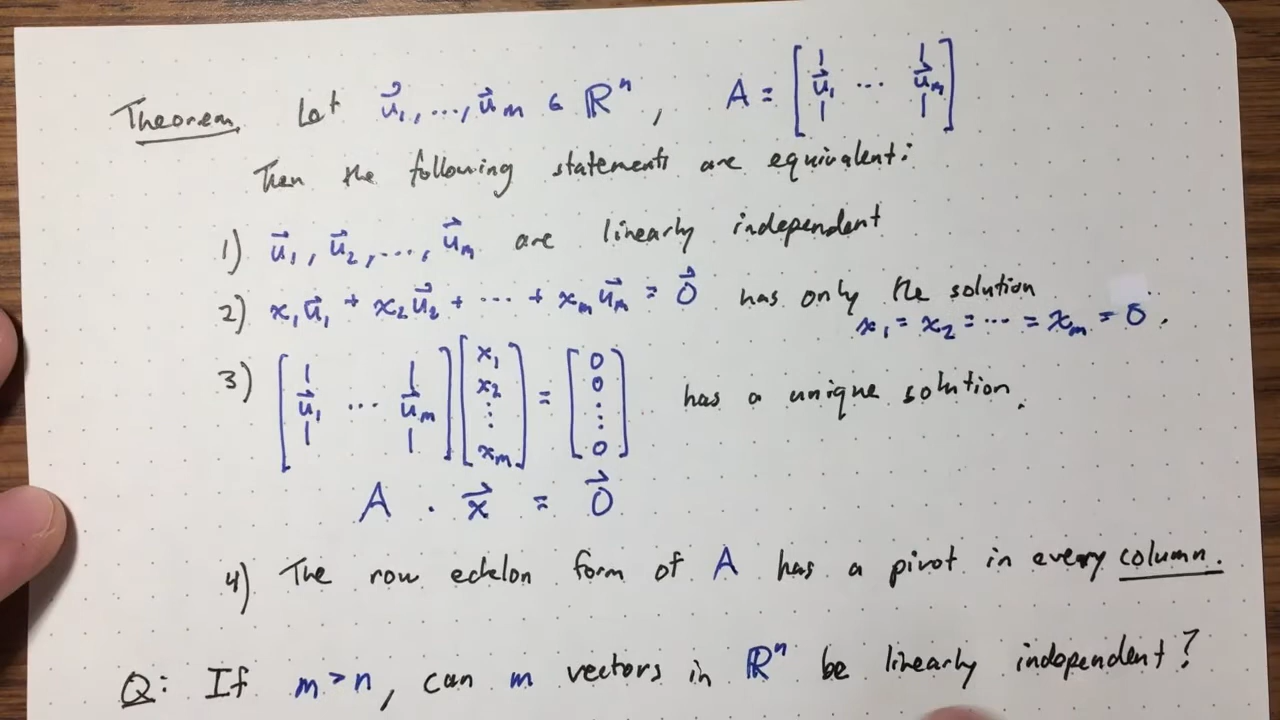 Theorem. Let u⃗₁, ..., u⃗ₘ ∈ ℝⁿ, A = [u⃗₁ ... u⃗ₘ]
Then the following statements are equivalent:
1) u⃗₁, u⃗₂, ..., u⃗ₘ are linearly independent
2) x₁u⃗₁ + x₂u⃗₂ + ... + xₘu⃗ₘ = 0⃗ has only the solution
x₁ = x₂ = ... = xₘ = 0.
3) [u⃗₁ ... u⃗ₘ] [x₁ x₂ ⋮ xₘ] = [0 0 ⋮ 0] has a unique solution.
A · x⃗ = 0⃗
4) The row echelon form of A has a pivot in every column.
Q: If m > n, can m vectors in ℝⁿ be linearly independent?